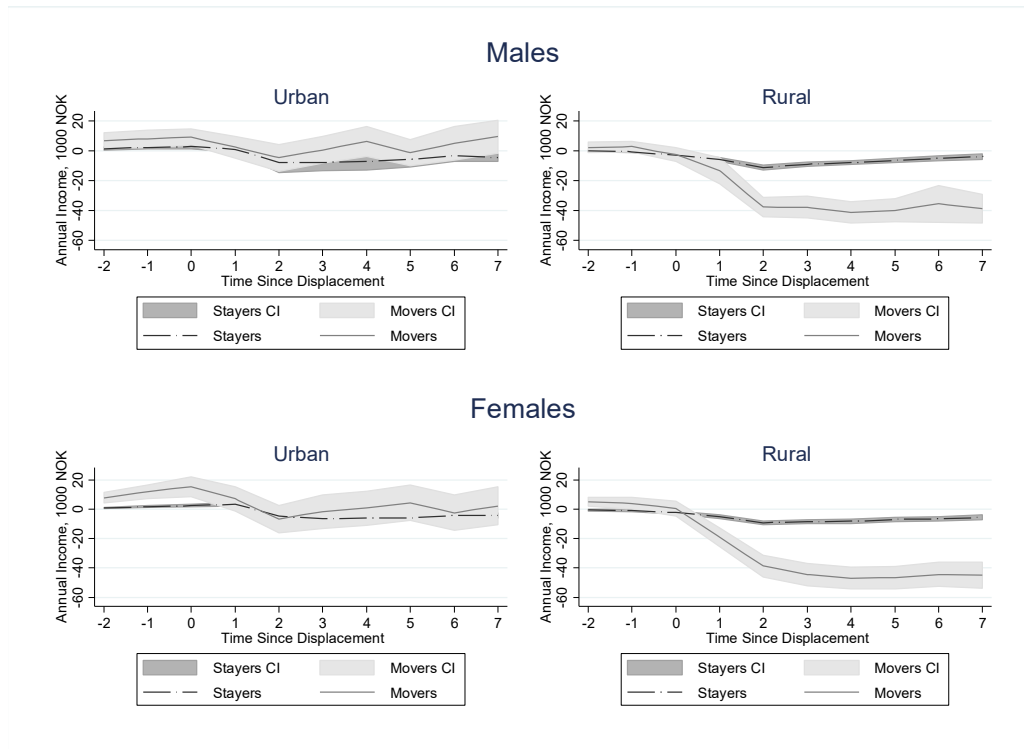 Males
Urban
Annual Income, 1000 NOK
20
0
-20
-40
-60
-2 -1 0 1 2 3 4 5 6 7
Time Since Displacement
Stayers CI Movers CI
Stayers Movers
Rural
Annual Income, 1000 NOK
20
0
-20
-40
-60
-2 -1 0 1 2 3 4 5 6 7
Time Since Displacement
Stayers CI Movers CI
Stayers Movers
Females
Urban
Annual Income, 1000 NOK
20
0
-20
-40
-60
-2 -1 0 1 2 3 4 5 6 7
Time Since Displacement
Stayers CI Movers CI
Stayers Movers
Rural
Annual Income, 1000 NOK
20
0
-20
-40
-60
-2 -1 0 1 2 3 4 5 6 7
Time Since Displacement
Stayers CI Movers CI
Stayers Movers